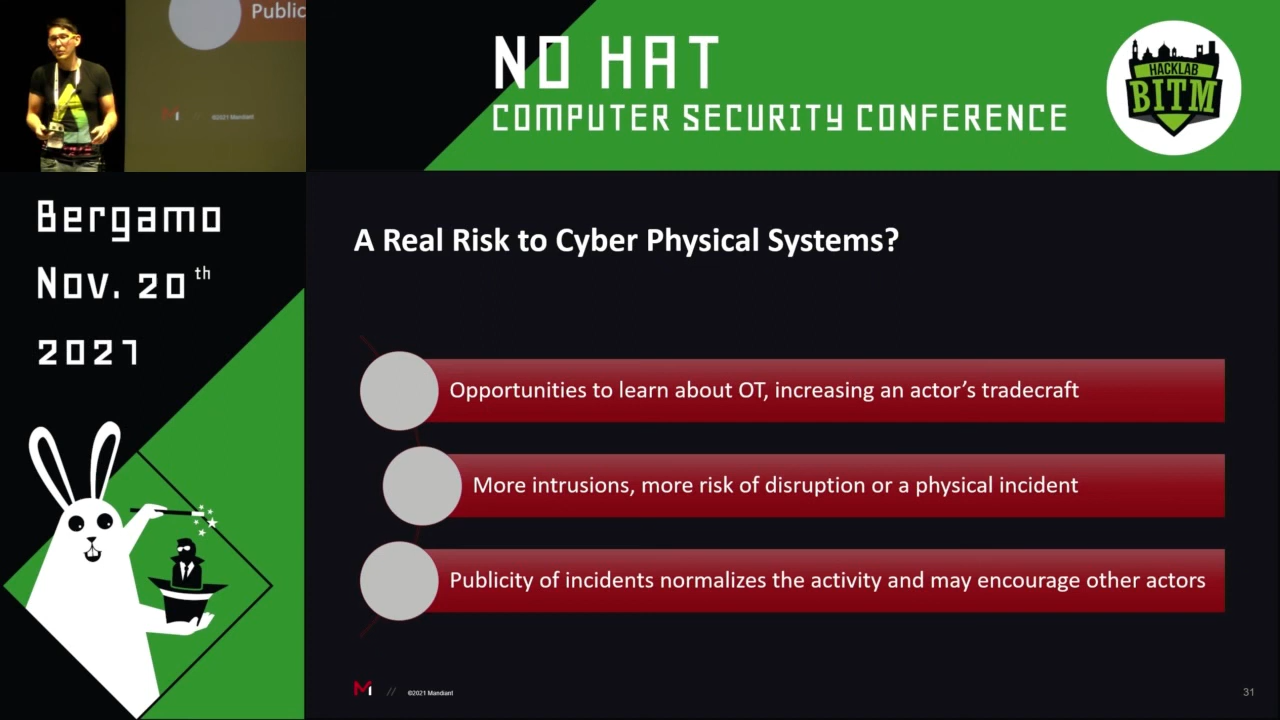 Public
©2021 Mandiant
NO HAT
COMPUTER SECURITY CONFERENCE
HACKLAB
BITM
Bergamo
Nov. 20th
2021
A Real Risk to Cyber Physical Systems?
Opportunities to learn about OT, increasing an actor's tradecraft
More intrusions, more risk of disruption or a physical incident
Publicity of incidents normalizes the activity and may encourage other actors
M // ©2021 Mandiant
31